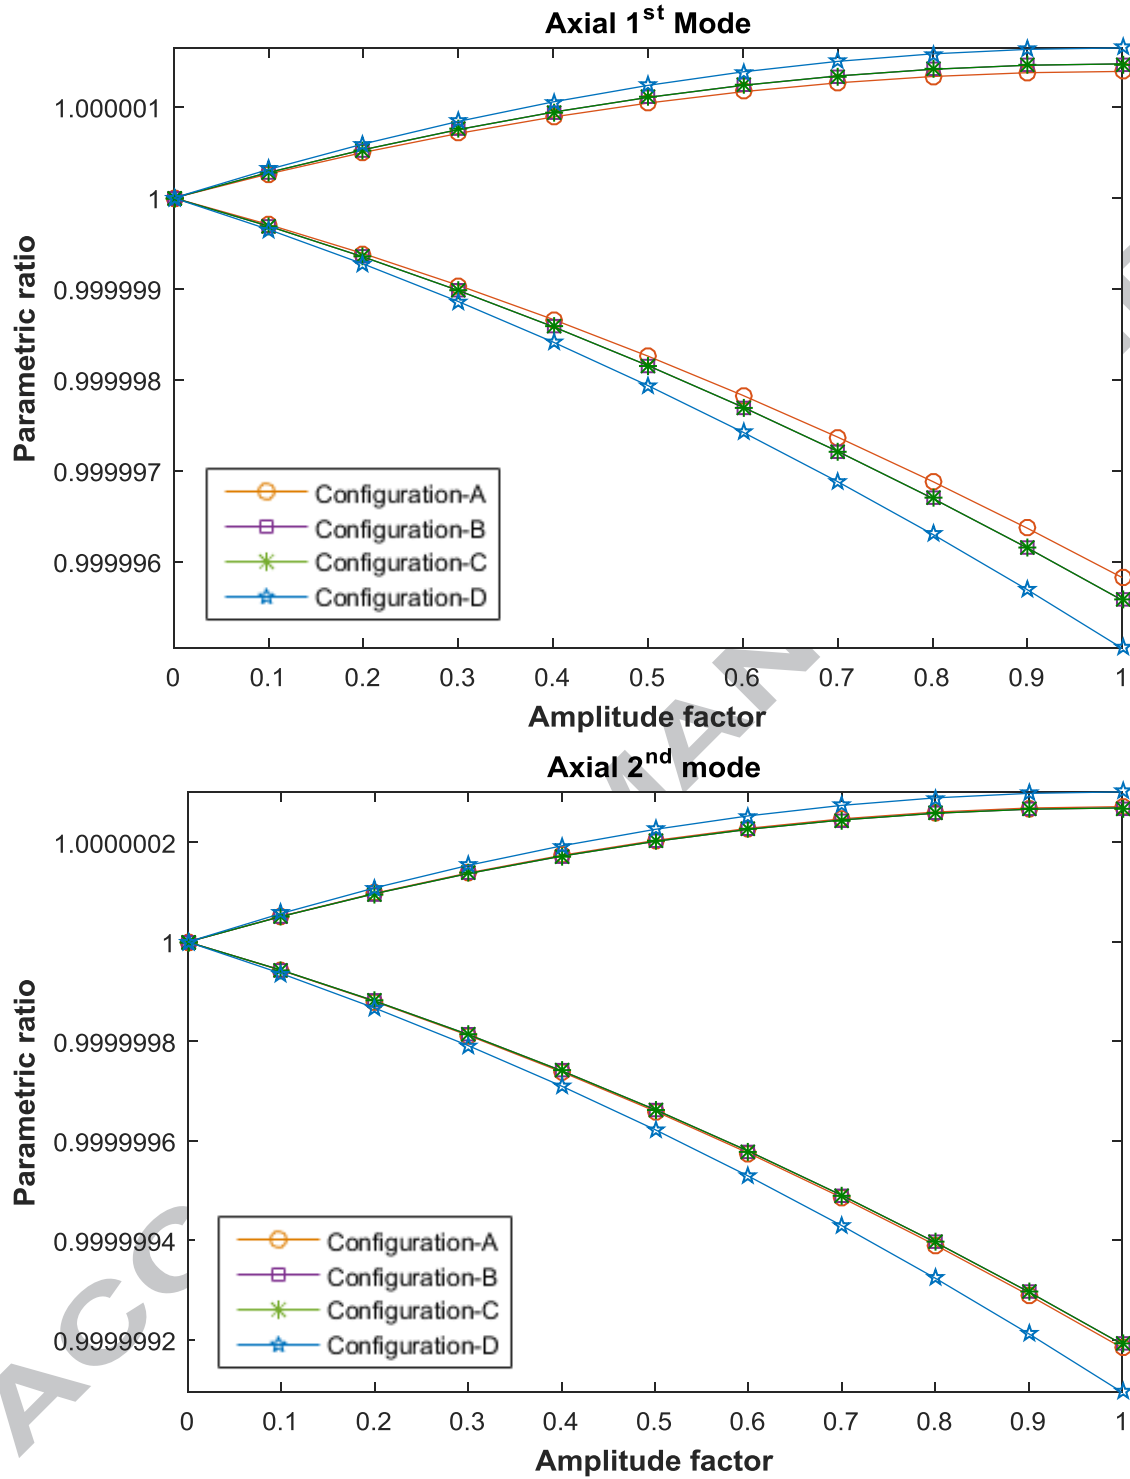 Axial 1st Mode
1.000001
1
0.999999
0.999998
0.999997
0.999996
Parametric ratio
Configuration-A
Configuration-B
Configuration-C
Configuration-D
0 0.1 0.2 0.3 0.4 0.5 0.6 0.7 0.8 0.9 1
Amplitude factor
MAN
Axial 2nd mode
1.0000002
1
0.9999998
0.9999996
0.9999994
0.9999992
Parametric ratio
Configuration-A
Configuration-B
Configuration-C
Configuration-D
0 0.1 0.2 0.3 0.4 0.5 0.6 0.7 0.8 0.9 1
Amplitude factor
ACC